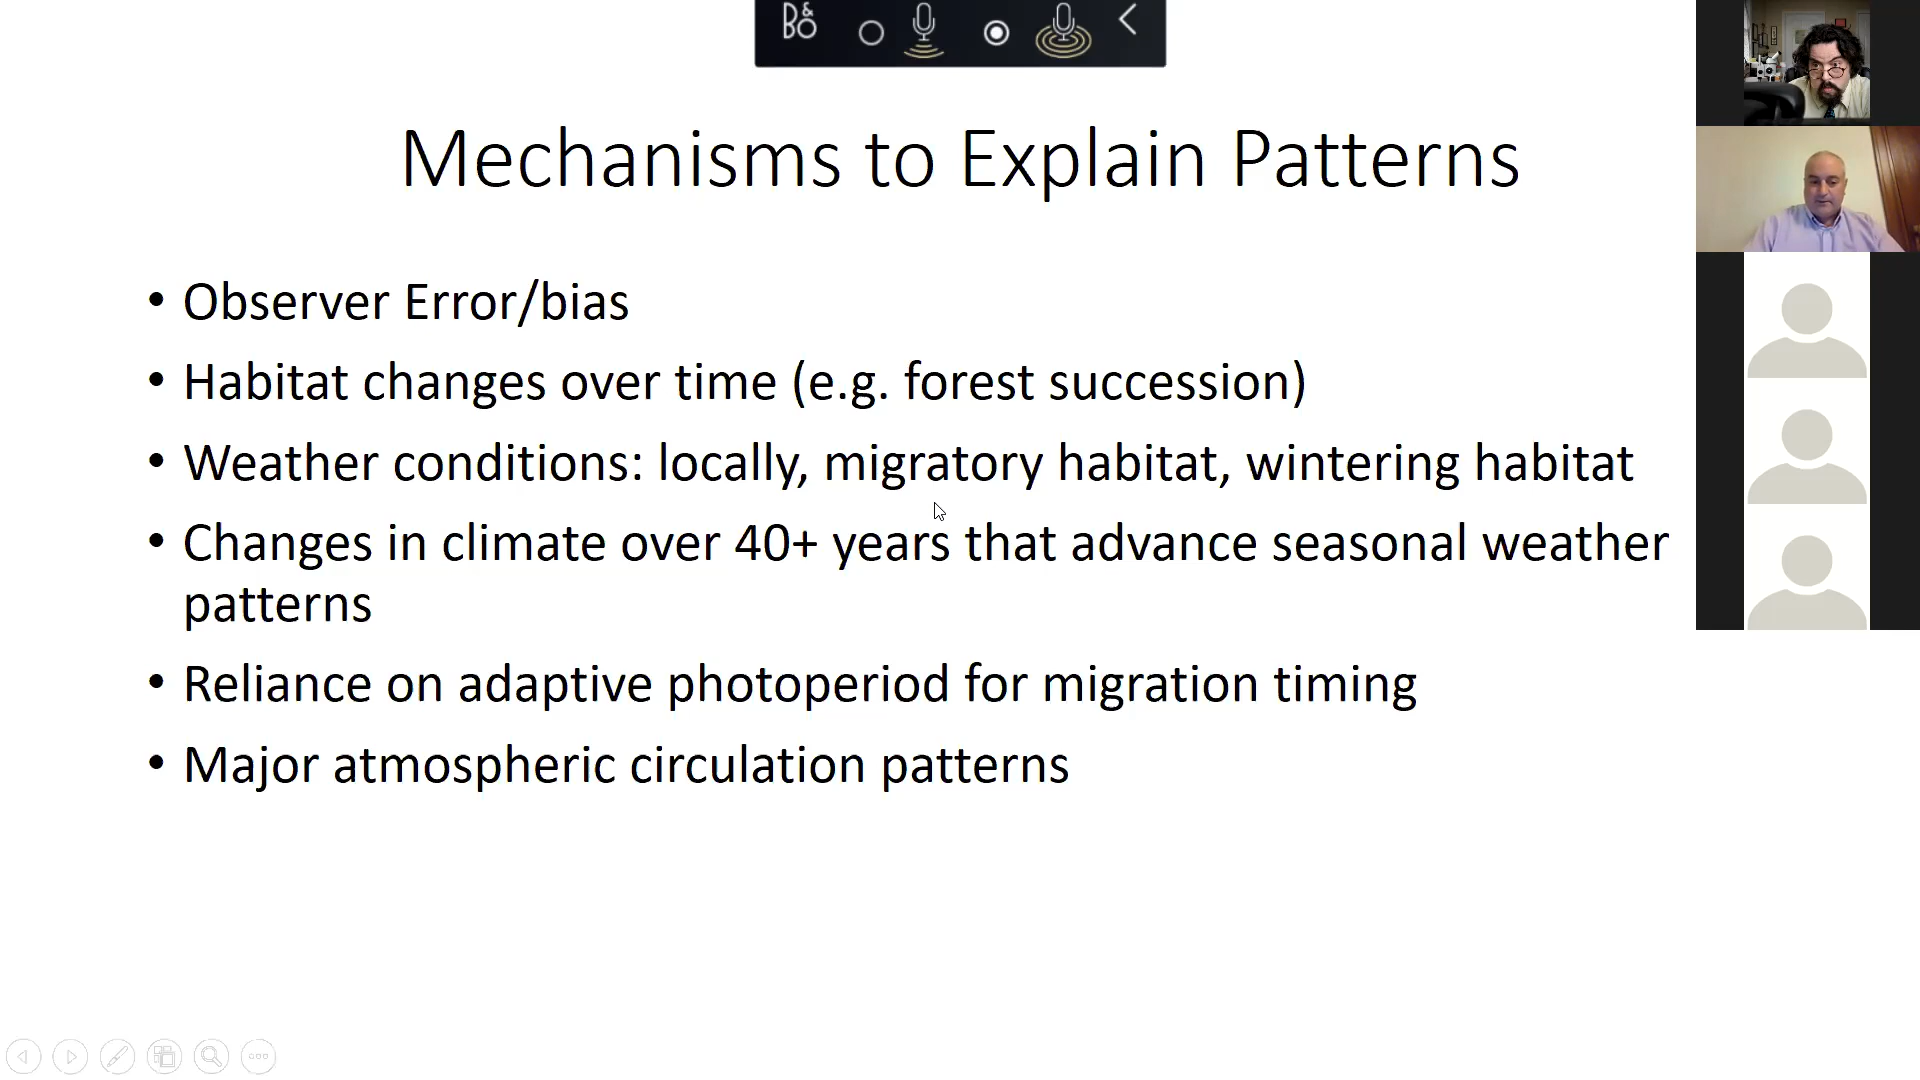 B&O
Mechanisms to Explain Patterns
• Observer Error/bias
• Habitat changes over time (e.g. forest succession)
• Weather conditions: locally, migratory habitat, wintering habitat
• Changes in climate over 40+ years that advance seasonal weather
patterns
• Reliance on adaptive photoperiod for migration timing
• Major atmospheric circulation patterns